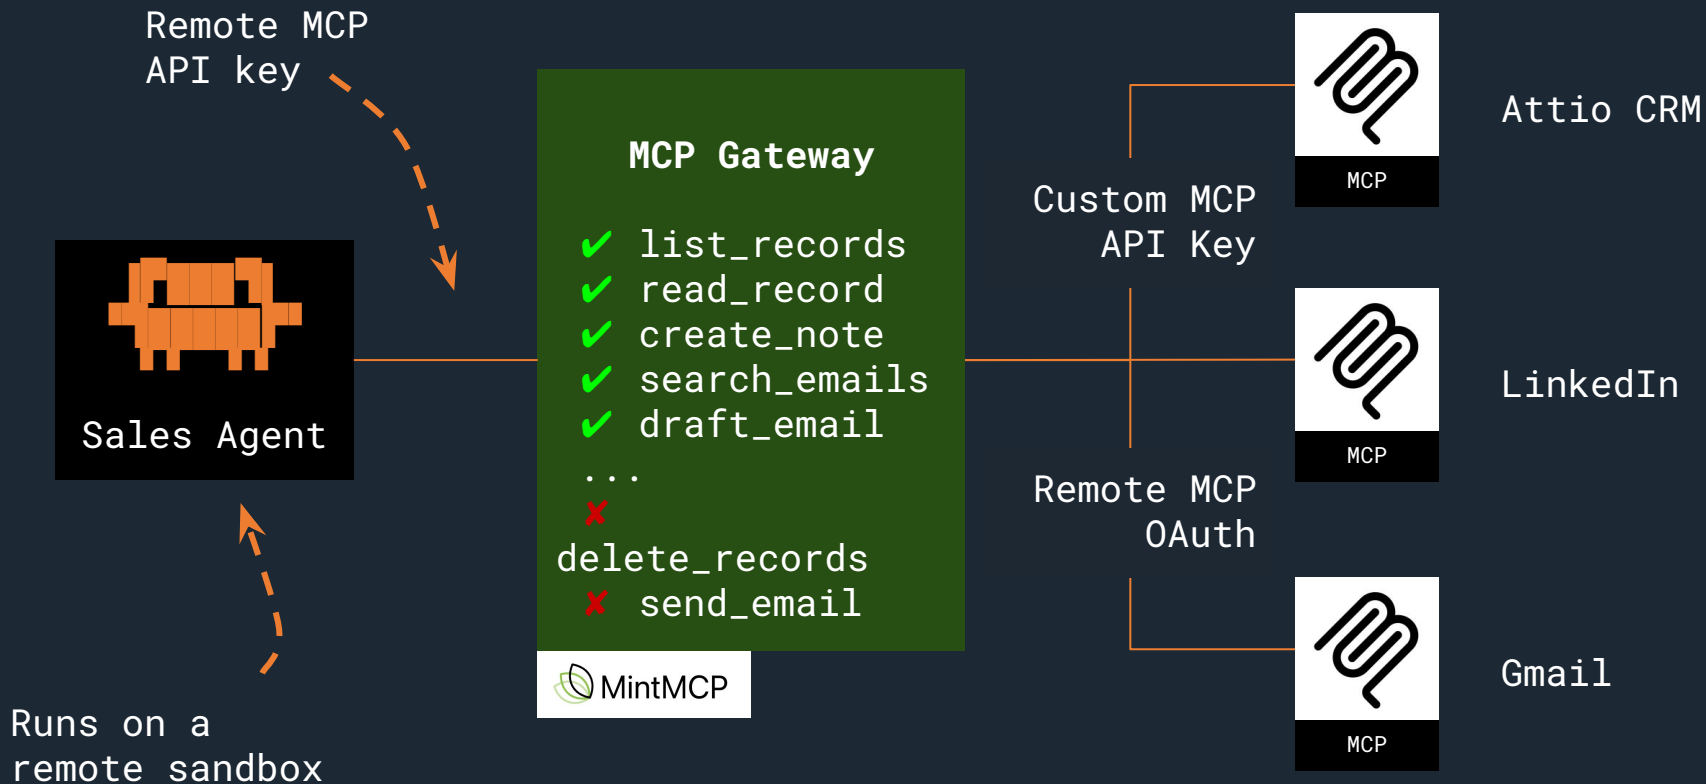 Remote MCP
API key
MCP Gateway
✔ list_records
✔ read_record
✔ create_note
✔ search_emails
✔ draft_email
...
✘
delete_records
✘ send_email
MintMCP
Sales Agent
Runs on a
remote sandbox
Custom MCP
API Key
Remote MCP
OAuth
MCP
Attio CRM
MCP
LinkedIn
MCP
Gmail